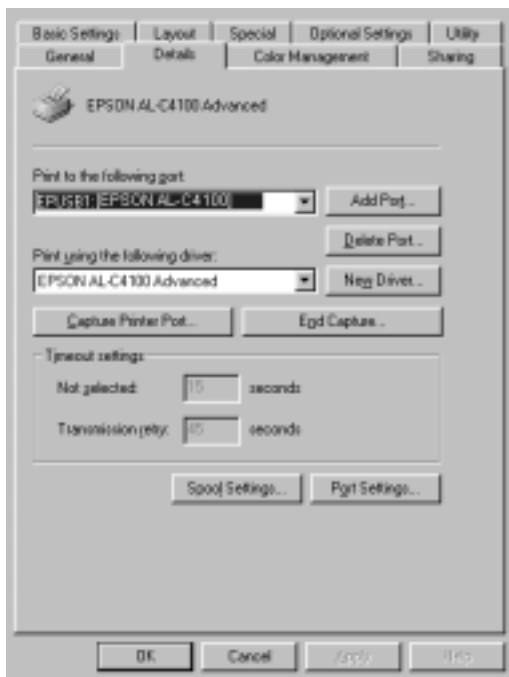 Basic Settings Layout Special Optional Settings Utility
General Details Color Management Sharing
EPSON AL-C4100 Advanced
Print to the following port
EPUSB1: [EPSON AL-C4100]
Add Port...
Delete Port...
Print using the following driver:
EPSON AL-C4100 Advanced
New Driver...
Capture Printer Port... End Capture...
Timeout settings
Not selected: 15 seconds
Transmission retry: 45 seconds
Spool Settings... Port Settings...
OK Cancel Apply Help